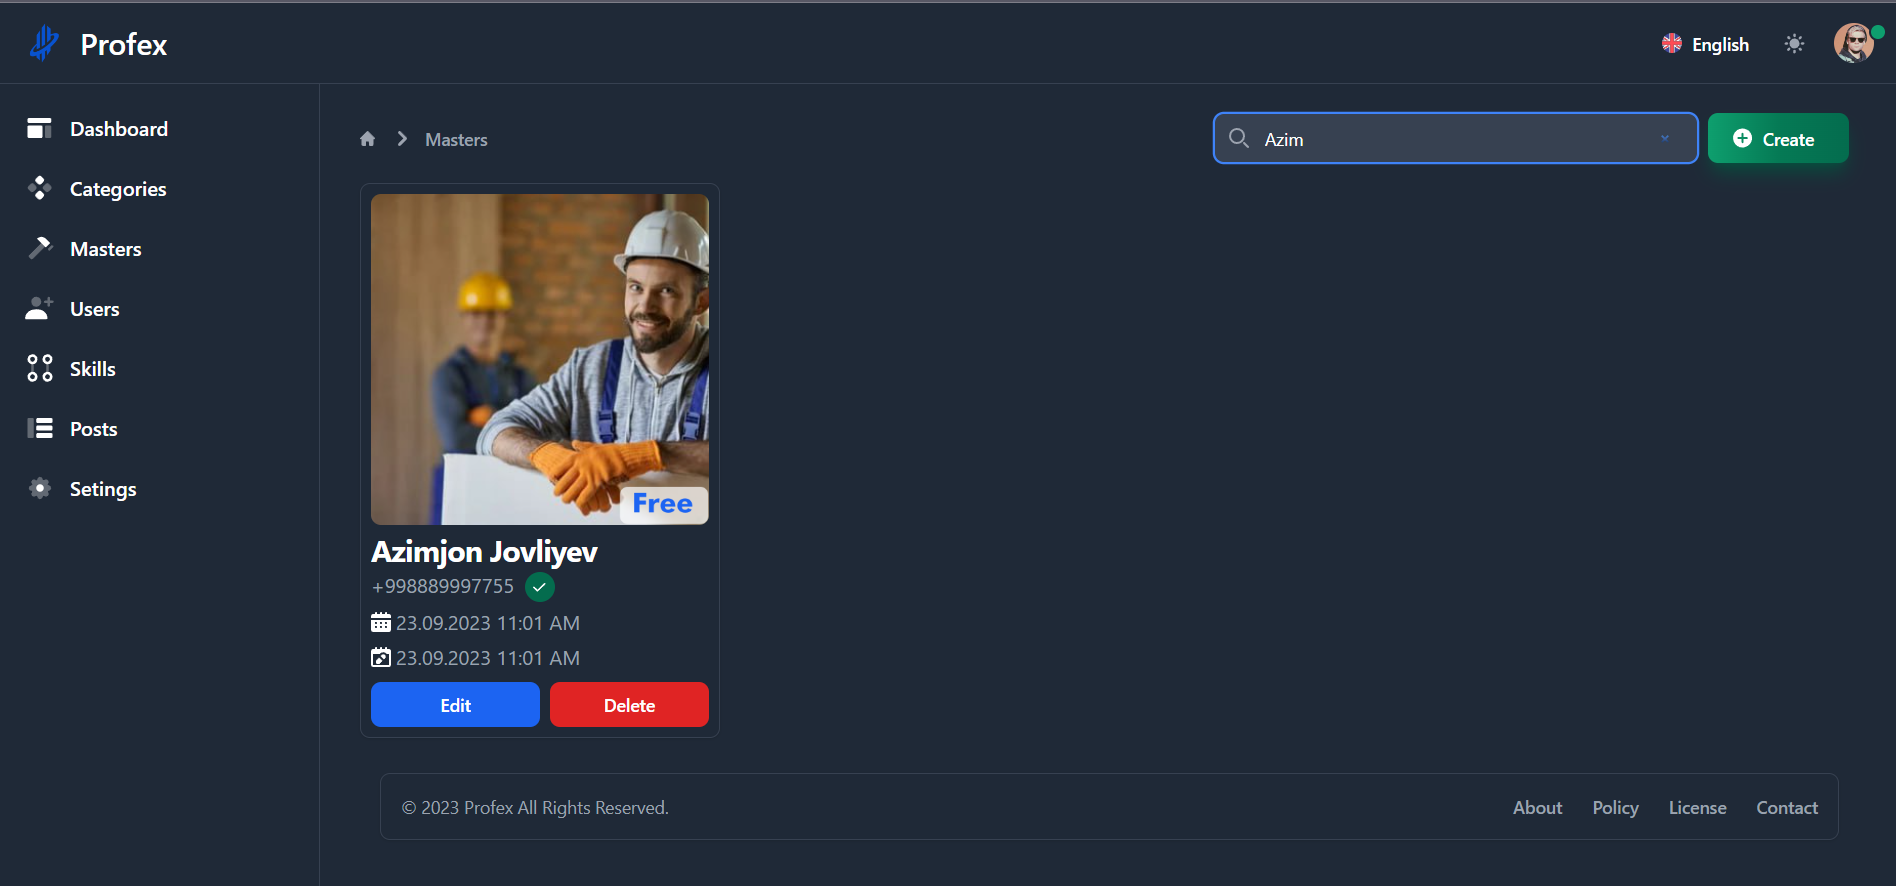 Profex
English
Dashboard
Categories
Masters
Users
Skills
Posts
Setings
Masters
Azim
Create
Free
Azimjon Jovliyev
+998889997755
23.09.2023 11:01 AM
23.09.2023 11:01 AM
Edit
Delete
© 2023 Profex All Rights Reserved.
About
Policy
License
Contact